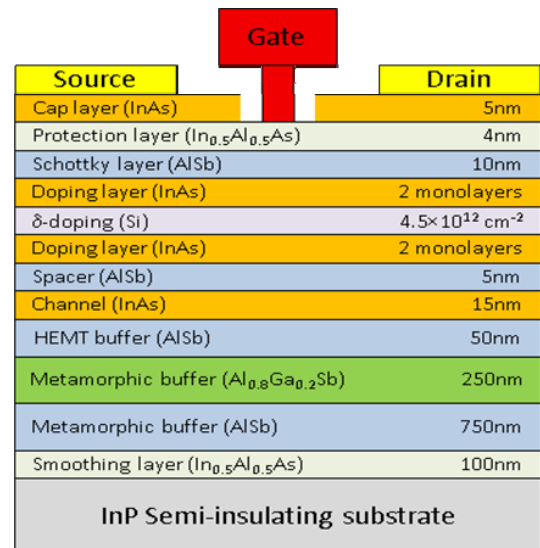 Gate
Source Drain
Cap layer (InAs) 5nm
Protection layer (In₀.₅Al₀.₅As) 4nm
Schottky layer (AlSb) 10nm
Doping layer (InAs) 2 monolayers
δ-doping (Si) 4.5×10¹² cm⁻²
Doping layer (InAs) 2 monolayers
Spacer (AlSb) 5nm
Channel (InAs) 15nm
HEMT buffer (AlSb) 50nm
Metamorphic buffer (Al₀.₈Ga₀.₂Sb) 250nm
Metamorphic buffer (AlSb) 750nm
Smoothing layer (In₀.₅Al₀.₅As) 100nm
InP Semi-insulating substrate